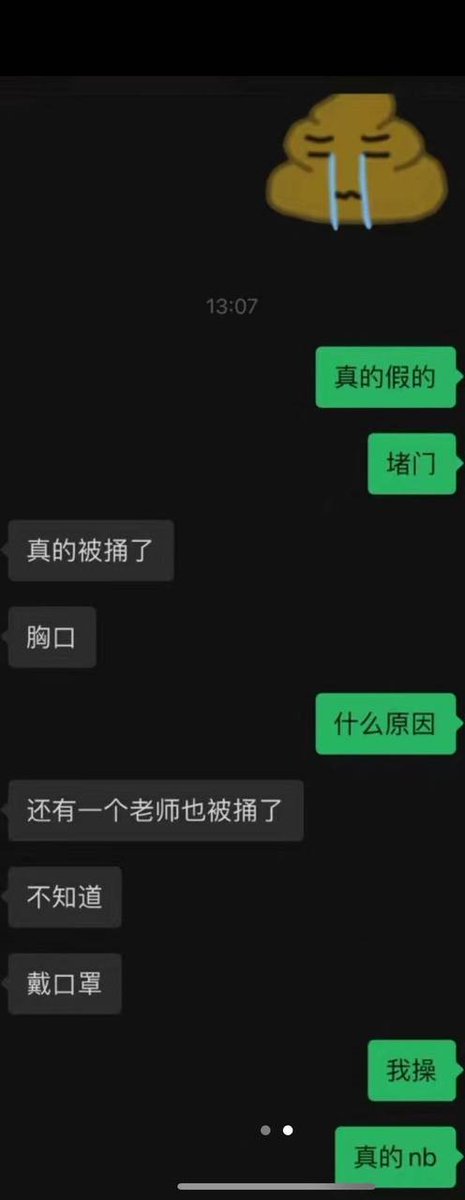 13:07
真的假的
堵门
真的被捅了
胸口
什么原因
还有一个老师也被捅了
不知道
戴口罩
我操
真的nb